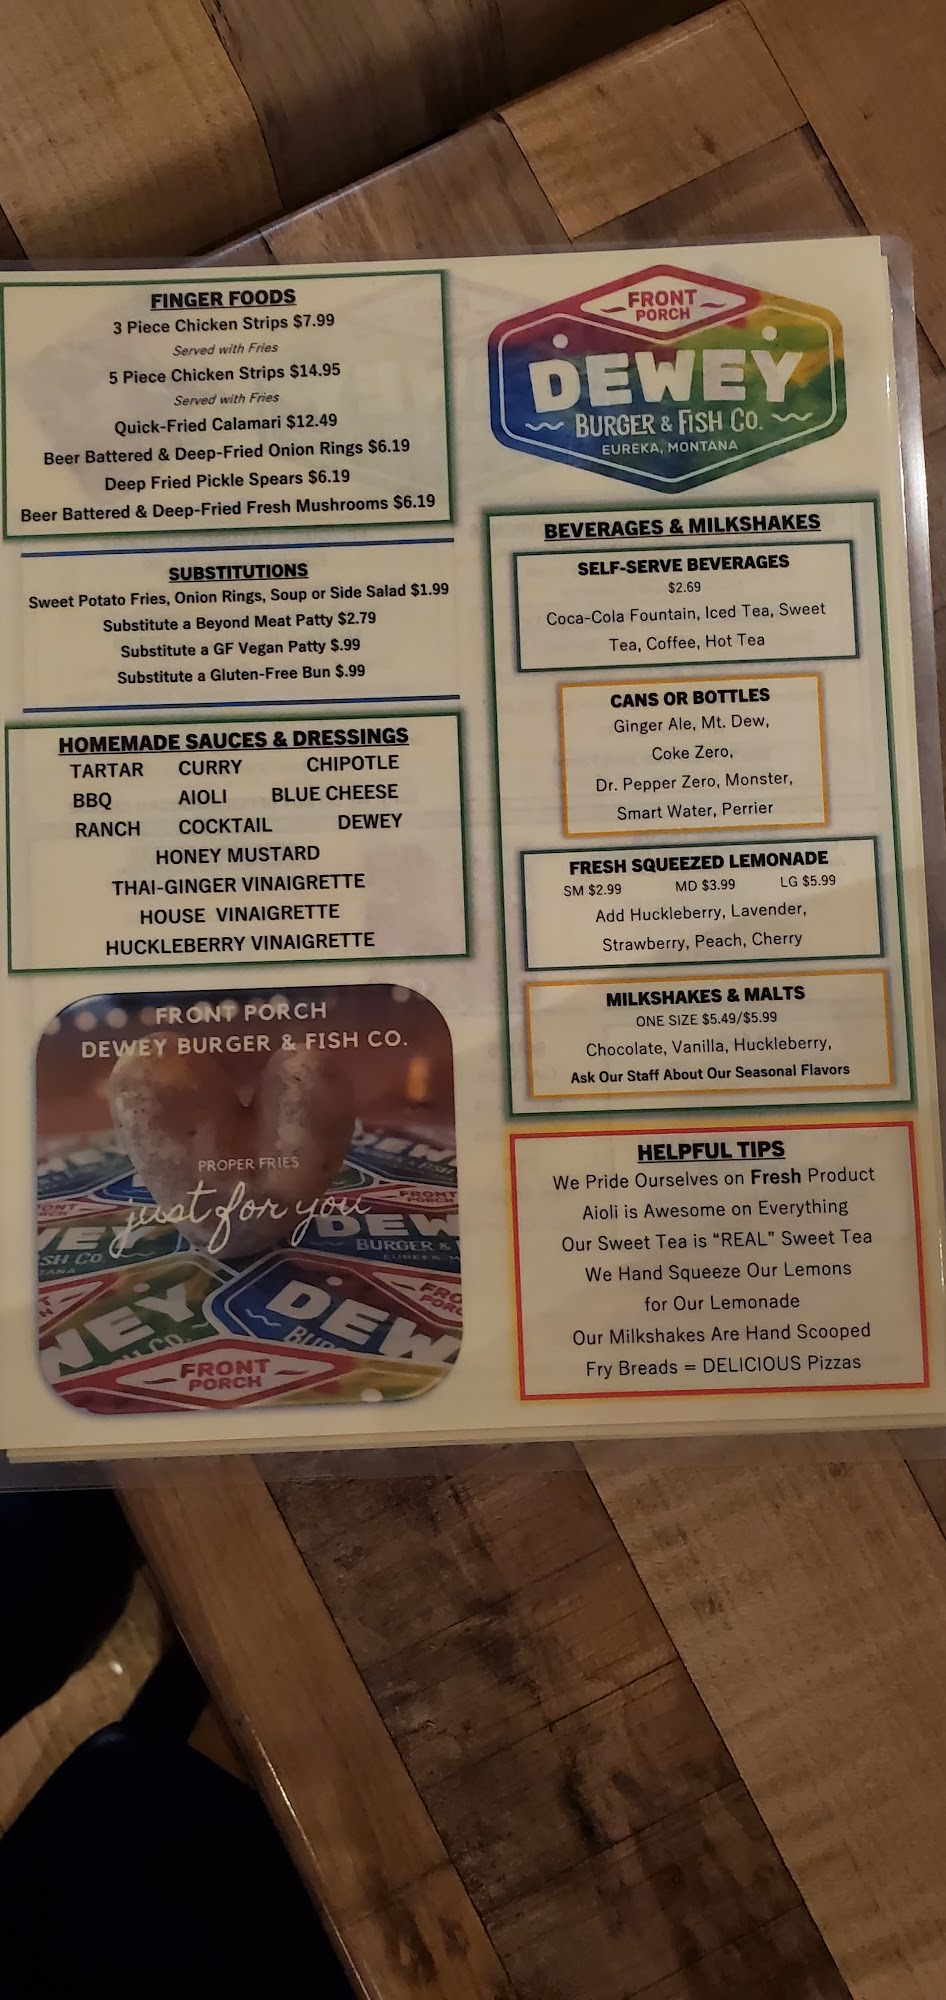 FINGER FOODS
3 Piece Chicken Strips $7.99
Served with Fries
5 Piece Chicken Strips $14.95
Served with Fries
Quick-Fried Calamari $12.49
Beer Battered & Deep-Fried Onion Rings $6.19
Deep Fried Pickle Spears $6.19
Beer Battered & Deep-Fried Fresh Mushrooms $6.19
SUBSTITUTIONS
Sweet Potato Fries, Onion Rings, Soup or Side Salad $1.99
Substitute a Beyond Meat Patty $2.79
Substitute a GF Vegan Patty $.99
Substitute a Gluten-Free Bun $.99
HOMEMADE SAUCES & DRESSINGS
TARTAR CURRY CHIPOTLE
BBQ AIOLI BLUE CHEESE
RANCH COCKTAIL DEWEY
HONEY MUSTARD
THAI-GINGER VINAIGRETTE
HOUSE VINAIGRETTE
HUCKLEBERRY VINAIGRETTE
FRONT PORCH
DEWEY BURGER & FISH CO.
PROPER FRIES
just for you
DEW
BURGER &
SH CO.
NEY
DEW
FRONT
PORCH
FRONT
PORCH
DEWEY
BURGER & FISH CO.
EUREKA, MONTANA
BEVERAGES & MILKSHAKES
SELF-SERVE BEVERAGES
$2.69
Coca-Cola Fountain, Iced Tea, Sweet
Tea, Coffee, Hot Tea
CANS OR BOTTLES
Ginger Ale, Mt. Dew,
Coke Zero,
Dr. Pepper Zero, Monster,
Smart Water, Perrier
FRESH SQUEEZED LEMONADE
SM $2.99 MD $3.99 LG $5.99
Add Huckleberry, Lavender,
Strawberry, Peach, Cherry
MILKSHAKES & MALTS
ONE SIZE $5.49/$5.99
Chocolate, Vanilla, Huckleberry,
Ask Our Staff About Our Seasonal Flavors
HELPFUL TIPS
We Pride Ourselves on Fresh Product
Aioli is Awesome on Everything
Our Sweet Tea is "REAL" Sweet Tea
We Hand Squeeze Our Lemons
for Our Lemonade
Our Milkshakes Are Hand Scooped
Fry Breads = DELICIOUS Pizzas